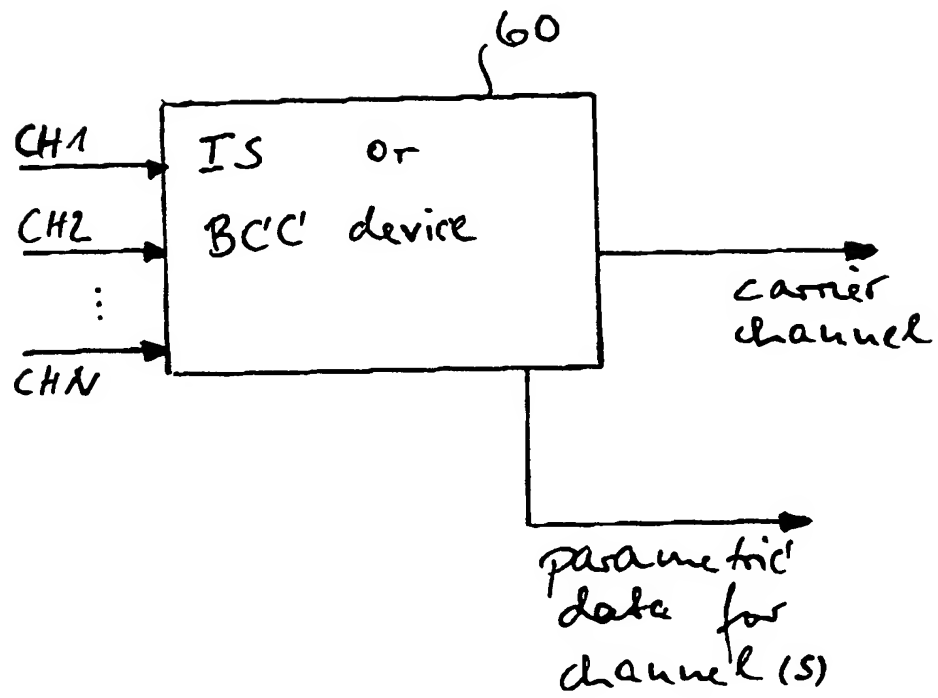 60
CH1
IS or
CH2
BCC device
⋮
CHN
carrier
channel
parametric
data for
channel (s)